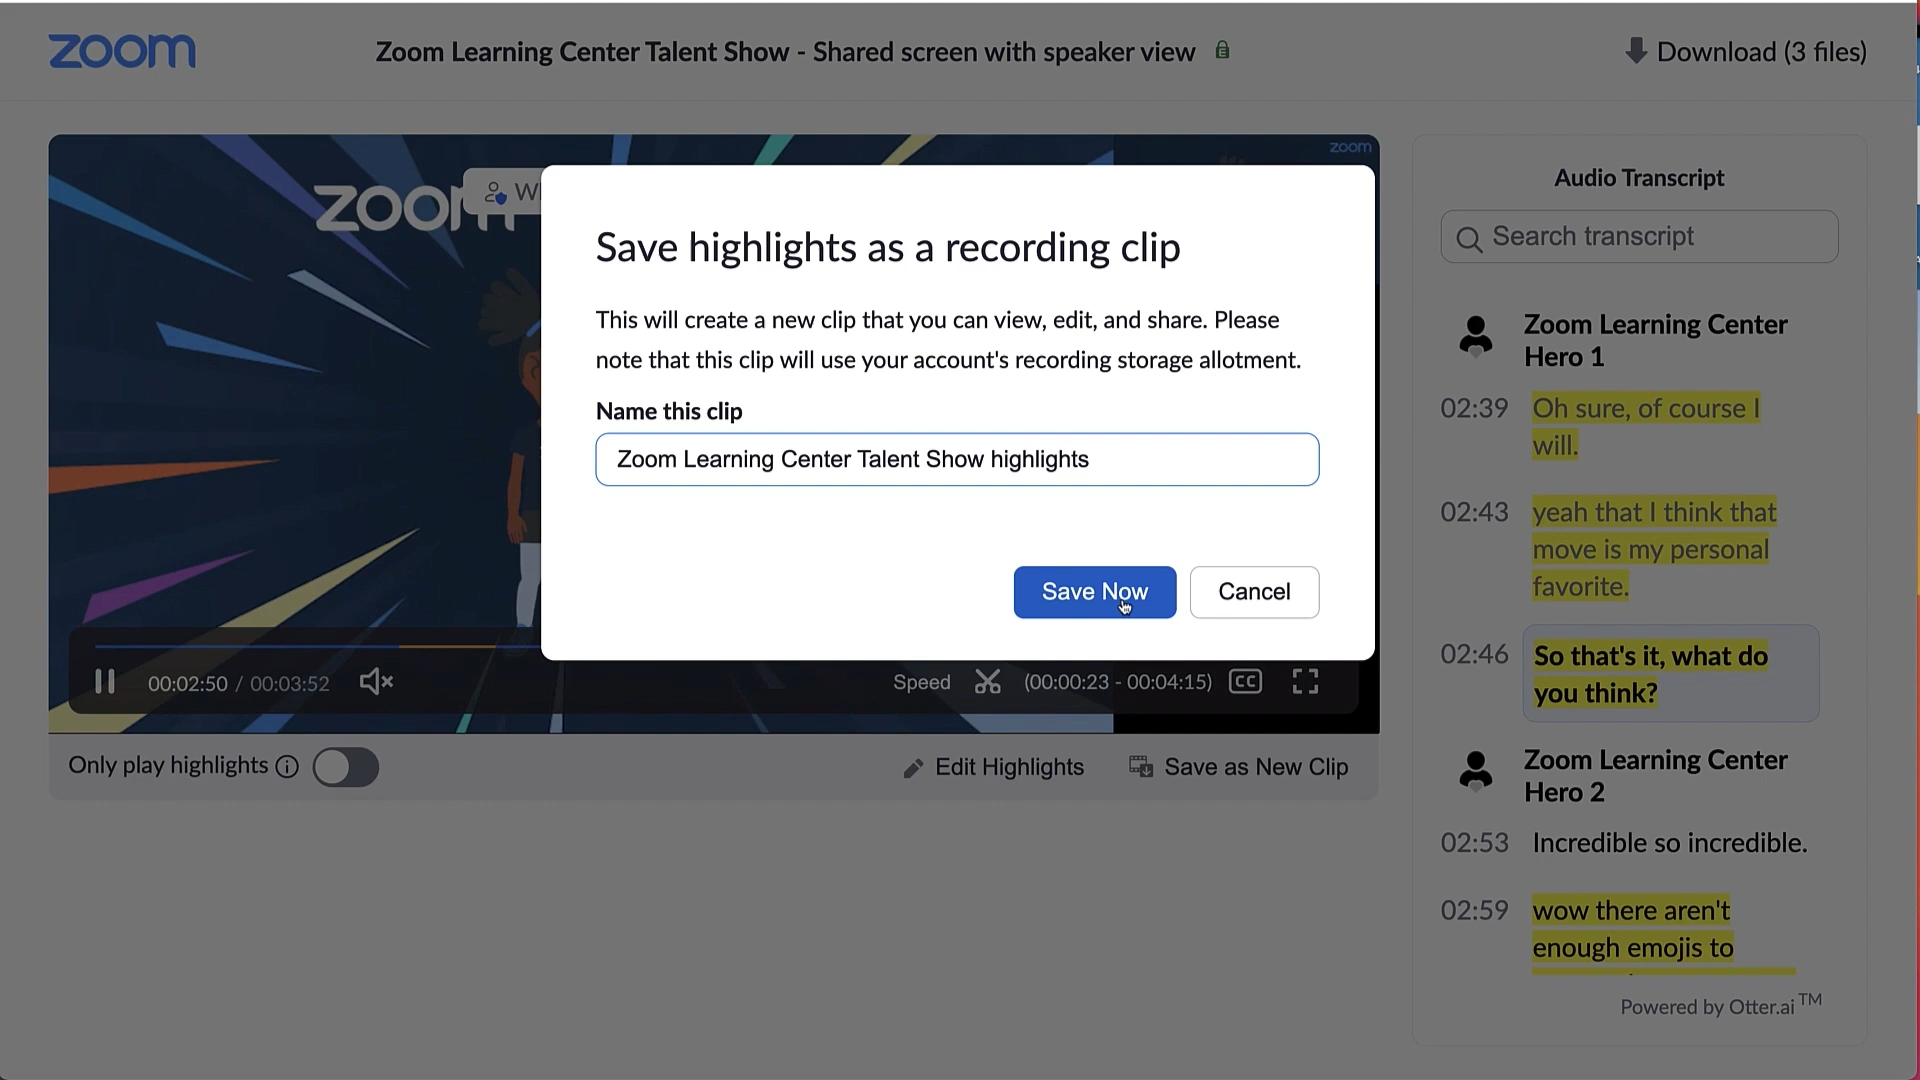 zoom
Zoom Learning Center Talent Show - Shared screen with speaker view
Download (3 files)
zoom
zoom
W
Save highlights as a recording clip
This will create a new clip that you can view, edit, and share. Please
note that this clip will use your account's recording storage allotment.
Name this clip
Zoom Learning Center Talent Show highlights
Save Now
Cancel
00:02:50 / 00:03:52
Speed
(00:00:23 - 00:04:15)
CC
Only play highlights
Edit Highlights
Save as New Clip
Audio Transcript
Search transcript
Zoom Learning Center
Hero 1
02:39
Oh sure, of course I
will.
02:43
yeah that I think that
move is my personal
favorite.
02:46
So that's it, what do
you think?
Zoom Learning Center
Hero 2
02:53
Incredible so incredible.
02:59
wow there aren't
enough emojis to
Powered by Otter.ai TM